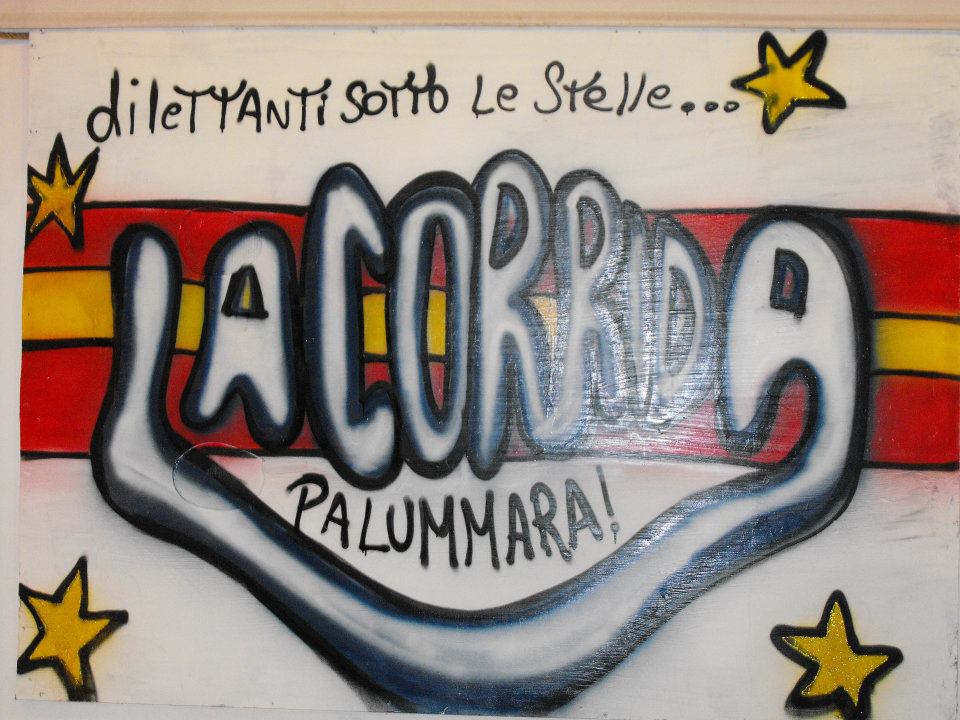 dilettanti sotto le stelle...
LA CORRIDA
PALUMMARA!